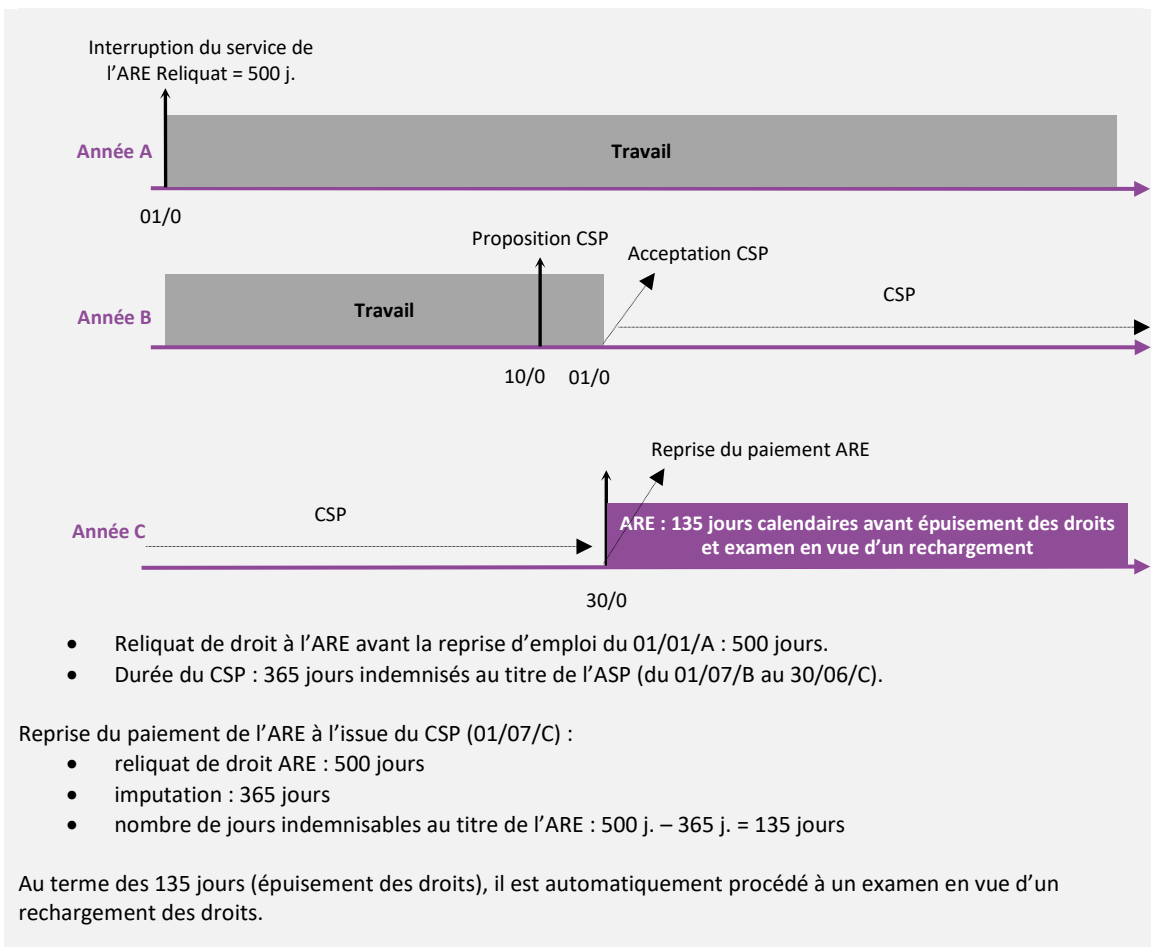 Interruption du service de
l’ARE Reliquat = 500 j.
Année A
Travail
01/0
Proposition CSP
Acceptation CSP
CSP
Année B
Travail
10/0 01/0
Reprise du paiement ARE
CSP
Année C
ARE : 135 jours calendaires avant épuisement des droits
et examen en vue d’un rechargement
30/0
• Reliquat de droit à l’ARE avant la reprise d’emploi du 01/01/A : 500 jours.
• Durée du CSP : 365 jours indemnisés au titre de l’ASP (du 01/07/B au 30/06/C).
Reprise du paiement de l’ARE à l’issue du CSP (01/07/C) :
• reliquat de droit ARE : 500 jours
• imputation : 365 jours
• nombre de jours indemnisables au titre de l’ARE : 500 j. – 365 j. = 135 jours
Au terme des 135 jours (épuisement des droits), il est automatiquement procédé à un examen en vue d’un
rechargement des droits.